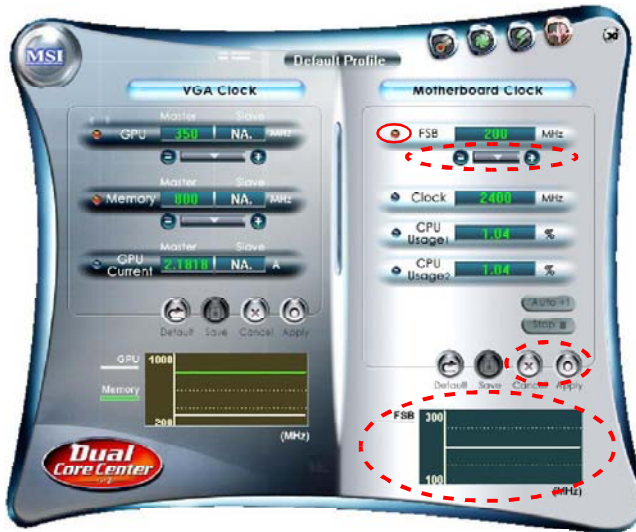 MSI
Default Profile
VGA Clock
Master Slave
GPU 350 NA. MHz
Master Slave
Memory 800 NA. MHz
Master Slave
GPU Current 2.1818 NA. A
Default Save Cancel Apply
GPU 1000
Memory
200
(MHz)
Dual
Core Center
Motherboard Clock
FSB 200 MHz
Clock 2400 MHz
CPU Usage1 1.04 %
CPU Usage2 1.04 %
Auto +1
Stop
Default Save Cancel Apply
FSB 300
100
(MHz)